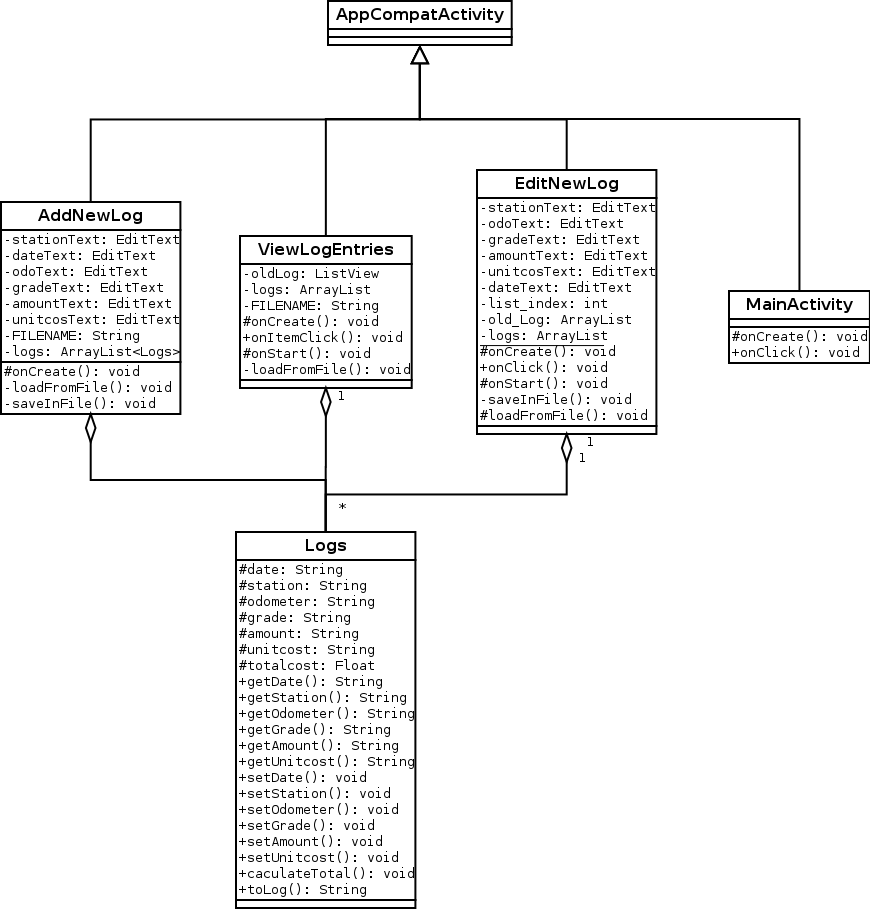 AppCompatActivity
AddNewLog
-stationText: EditText
-dateText: EditText
-odoText: EditText
-gradeText: EditText
-amountText: EditText
-unitcosText: EditText
-FILENAME: String
-logs: ArrayList<Logs>
#onCreate(): void
-loadFromFile(): void
-saveInFile(): void
ViewLogEntries
-oldLog: ListView
-logs: ArrayList
-FILENAME: String
#onCreate(): void
+onItemClick(): void
#onStart(): void
-loadFromFile(): void
1
EditNewLog
-stationText: EditText
-odoText: EditText
-gradeText: EditText
-amountText: EditText
-unitcosText: EditText
-dateText: EditText
-list_index: int
-old_Log: ArrayList
-logs: ArrayList
#onCreate(): void
+onClick(): void
#onStart(): void
-saveInFile(): void
#loadFromFile(): void
1
1
MainActivity
#onCreate(): void
+onClick(): void
*
Logs
#date: String
#station: String
#odometer: String
#grade: String
#amount: String
#unitcost: String
#totalcost: Float
+getDate(): String
+getStation(): String
+getOdometer(): String
+getGrade(): String
+getAmount(): String
+getUnitcost(): String
+setDate(): void
+setStation(): void
+setOdometer(): void
+setGrade(): void
+setAmount(): void
+setUnitcost(): void
+caculateTotal(): void
+toLog(): String